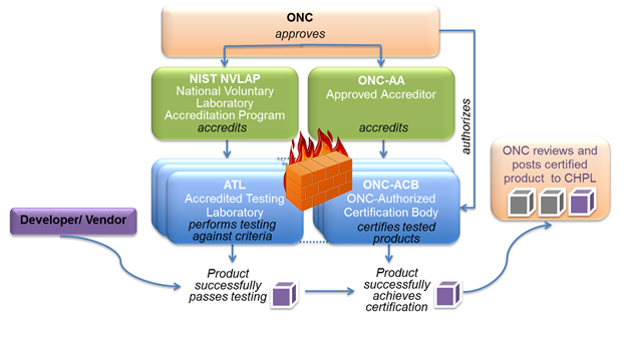 ONC
approves
NIST NVLAP
National Voluntary
Laboratory
Accreditation Program
accredits
ONC-AA
Approved Accreditor
accredits
authorizes
ATL
Accredited Testing
Laboratory
performs testing
against criteria
ONC-ACB
ONC-Authorized
Certification Body
certifies tested
products
ONC reviews and
posts certified
product to CHPL
Developer/ Vendor
Product
successfully
passes testing
Product
successfully
achieves
certification